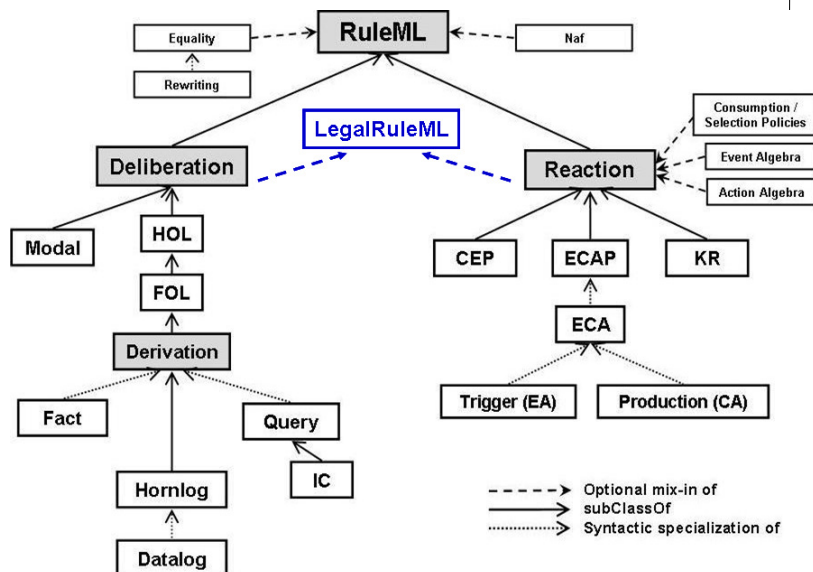 RuleML
Equality
Naf
Rewriting
LegalRuleML
Consumption /
Selection Policies
Deliberation
Reaction
Event Algebra
Action Algebra
Modal
HOL
CEP
ECAP
KR
FOL
ECA
Derivation
Fact
Query
Trigger (EA)
Production (CA)
Hornlog
IC
Datalog
Optional mix-in of
subClassOf
Syntactic specialization of